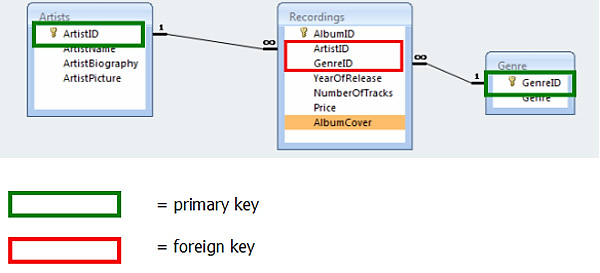 Artists
ArtistID
ArtistName
ArtistBiography
ArtistPicture
1
∞
Recordings
AlbumID
ArtistID
GenreID
YearOfRelease
NumberOfTracks
Price
AlbumCover
∞
1
Genre
GenreID
Genre
= primary key
= foreign key